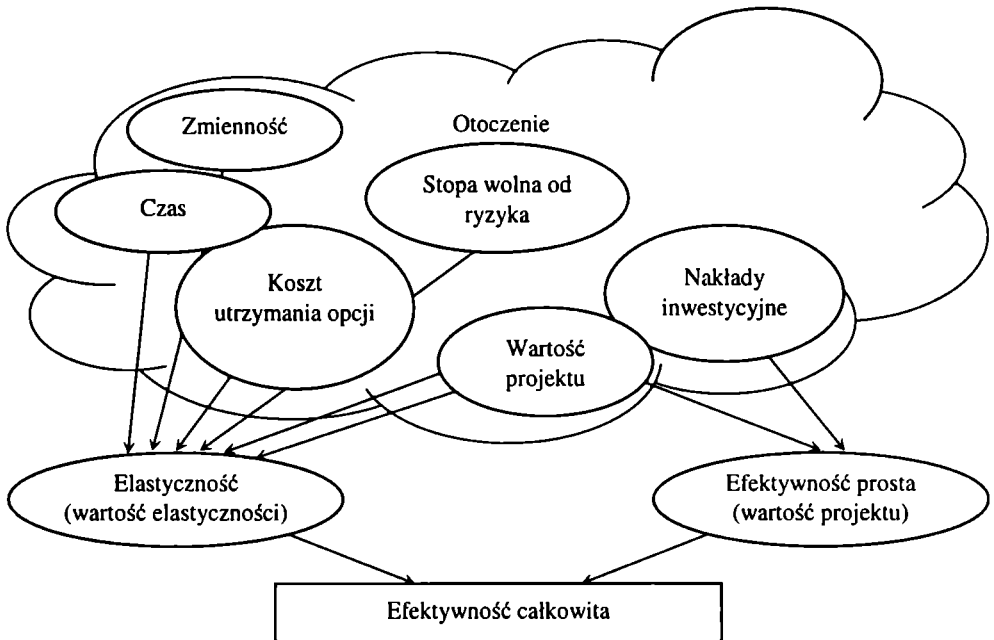 Zmienność
Otoczenie
Czas
Stopa wolna od
ryzyka
Koszt
utrzymania opcji
Nakłady
inwestycyjne
Wartość
projektu
Elastyczność
(wartość elastyczności)
Efektywność prosta
(wartość projektu)
Efektywność całkowita